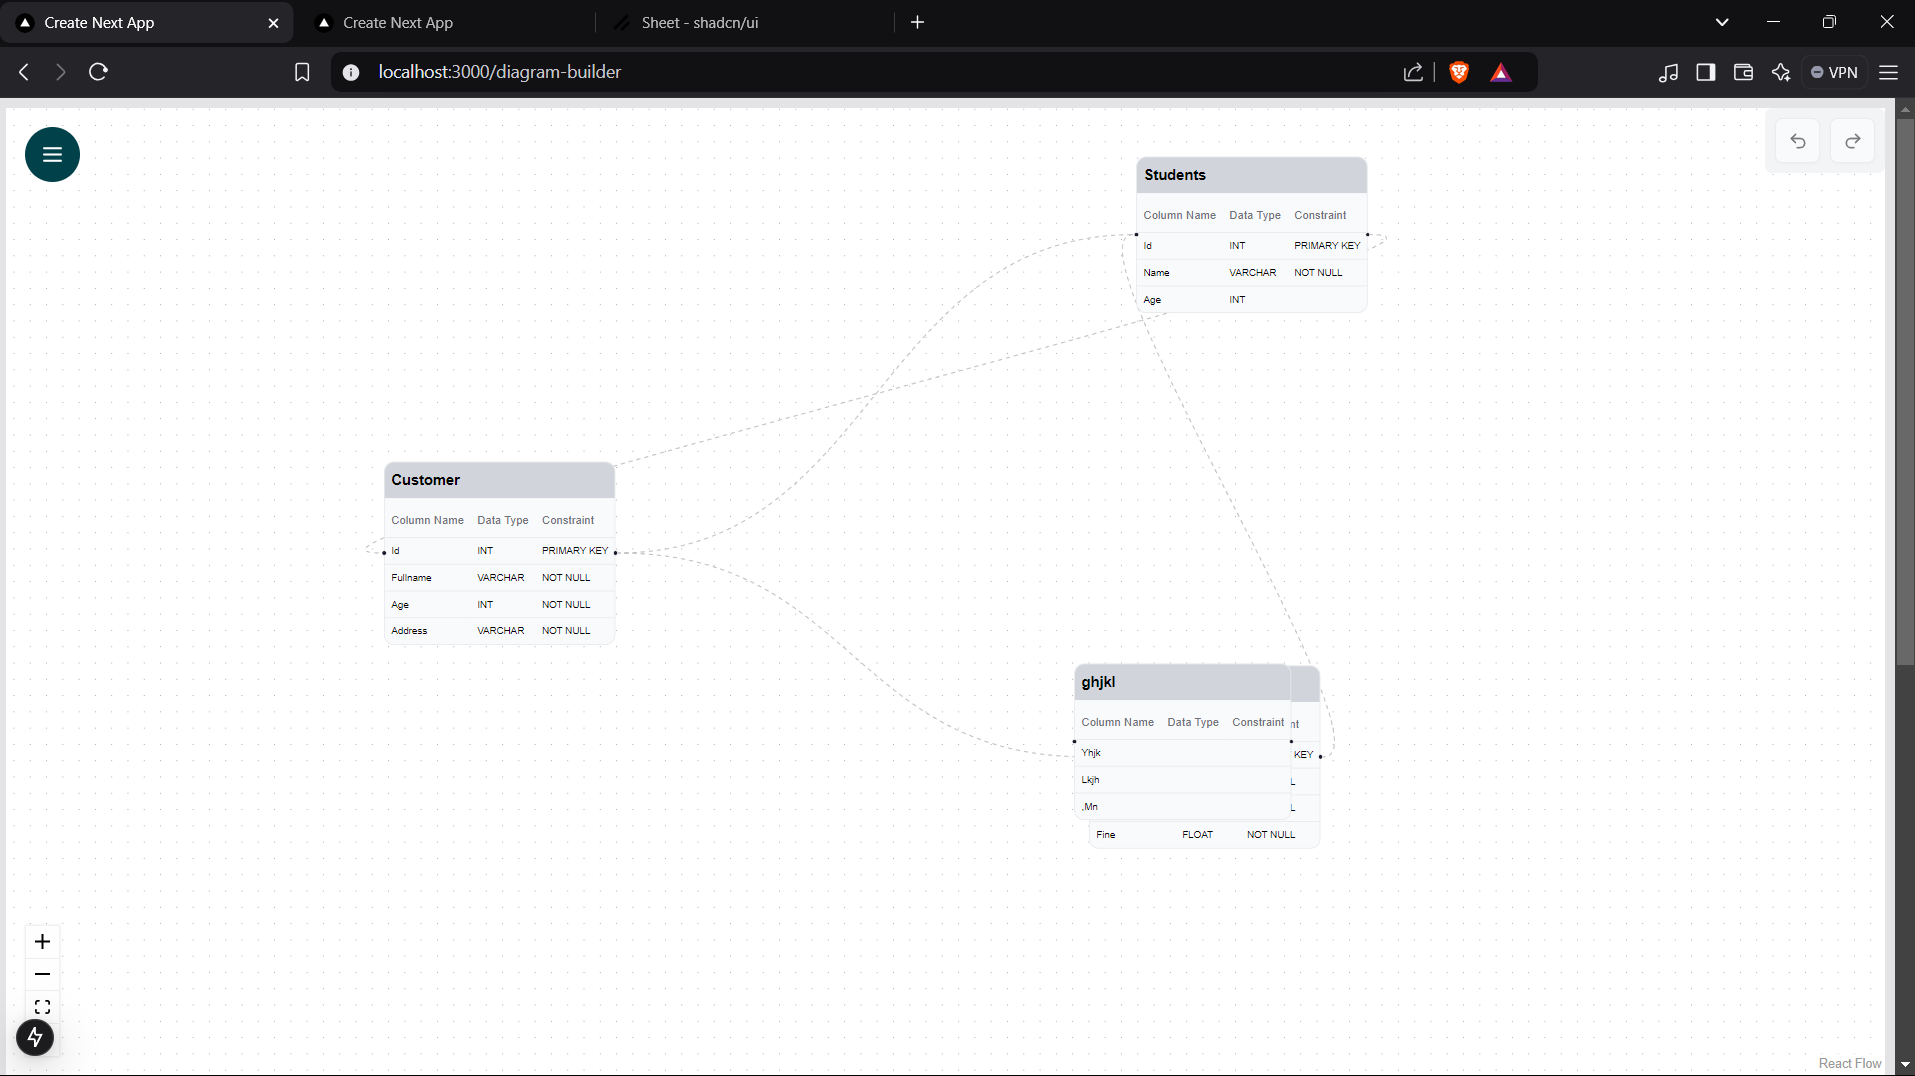 Create Next App
Create Next App
Sheet - shadcn/ui
localhost:3000/diagram-builder
VPN
Students
Column Name Data Type Constraint
Id INT PRIMARY KEY
Name VARCHAR NOT NULL
Age INT
Customer
Column Name Data Type Constraint
Id INT PRIMARY KEY
Fullname VARCHAR NOT NULL
Age INT NOT NULL
Address VARCHAR NOT NULL
ghjkl
Column Name Data Type Constraint nt
Yhjk KEY
Lkjh L
,Mn L
Fine FLOAT NOT NULL
React Flow